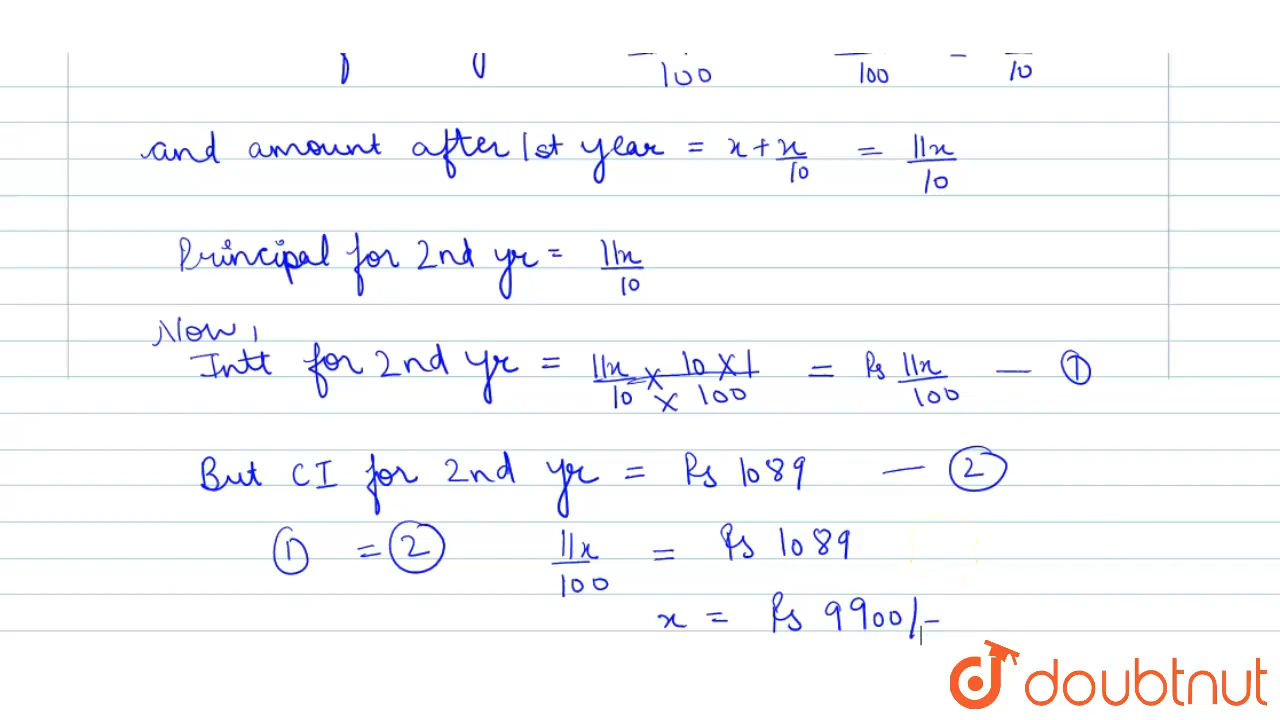 100 100 - 10
and amount after 1st year = x + x/10 = 11x/10
Principal for 2nd yr = 11x/10
Now,
Intt for 2nd yr = 11x/10 × 10 × 1/100 = Rs 11x/100 — ①
But CI for 2nd yr = Rs 1089 — ②
① = ② 11x/100 = Rs 1089
x = Rs 9900/-
doubtnut